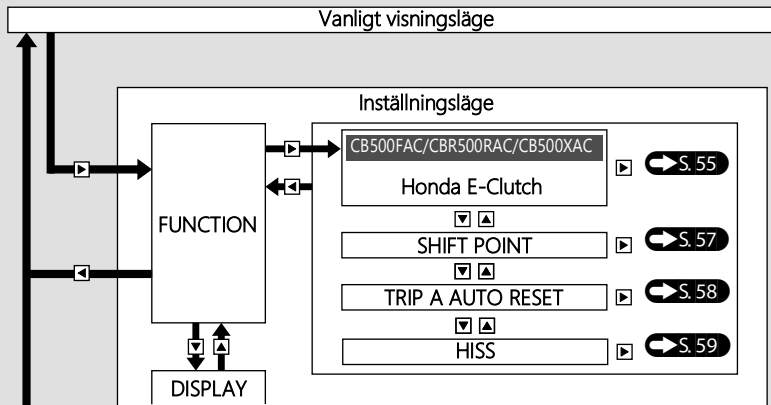 Vanligt visningsläge
Inställningsläge
FUNCTION
CB500FAC/CBR500RAC/CB500XAC
Honda E-Clutch
S. 55
SHIFT POINT
S. 57
TRIP A AUTO RESET
S. 58
HISS
S. 59
DISPLAY